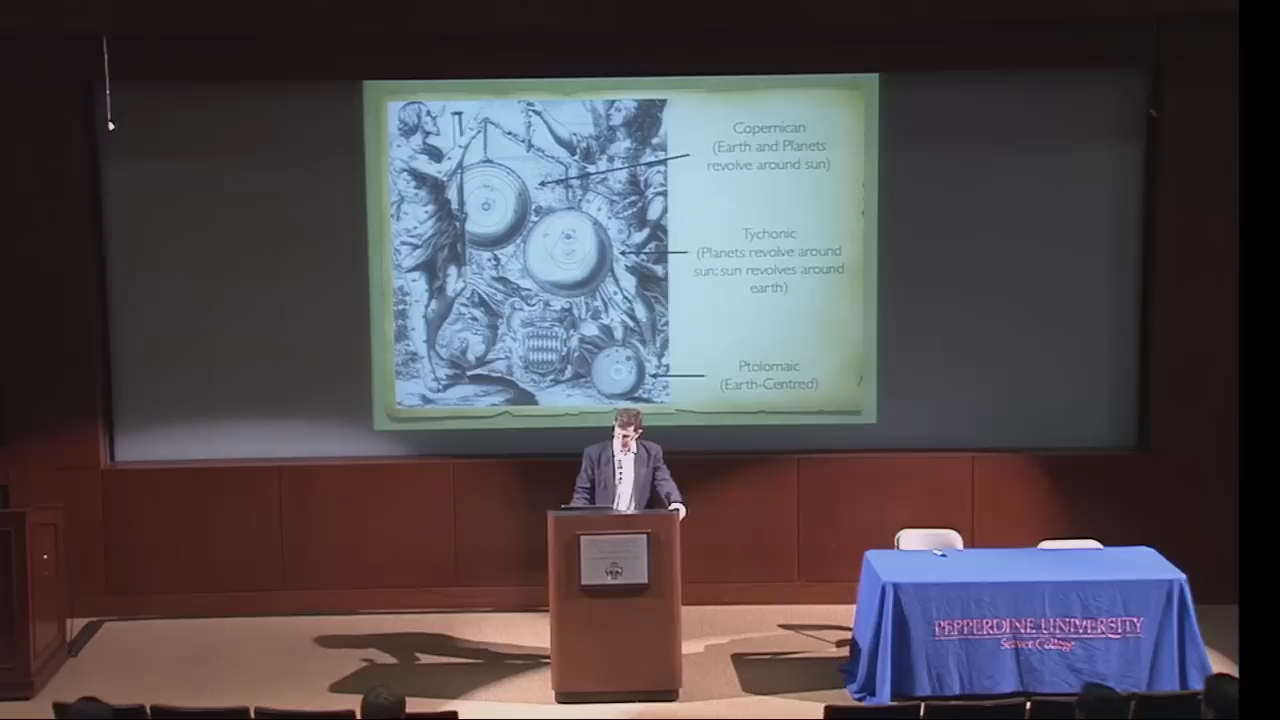 Copernican
(Earth and Planets
revolve around sun)
Tychonic
(Planets revolve around
sun: sun revolves around
earth)
Ptolomaic
(Earth-Centred)
PEPPERDINE UNIVERSITY
Seaver College